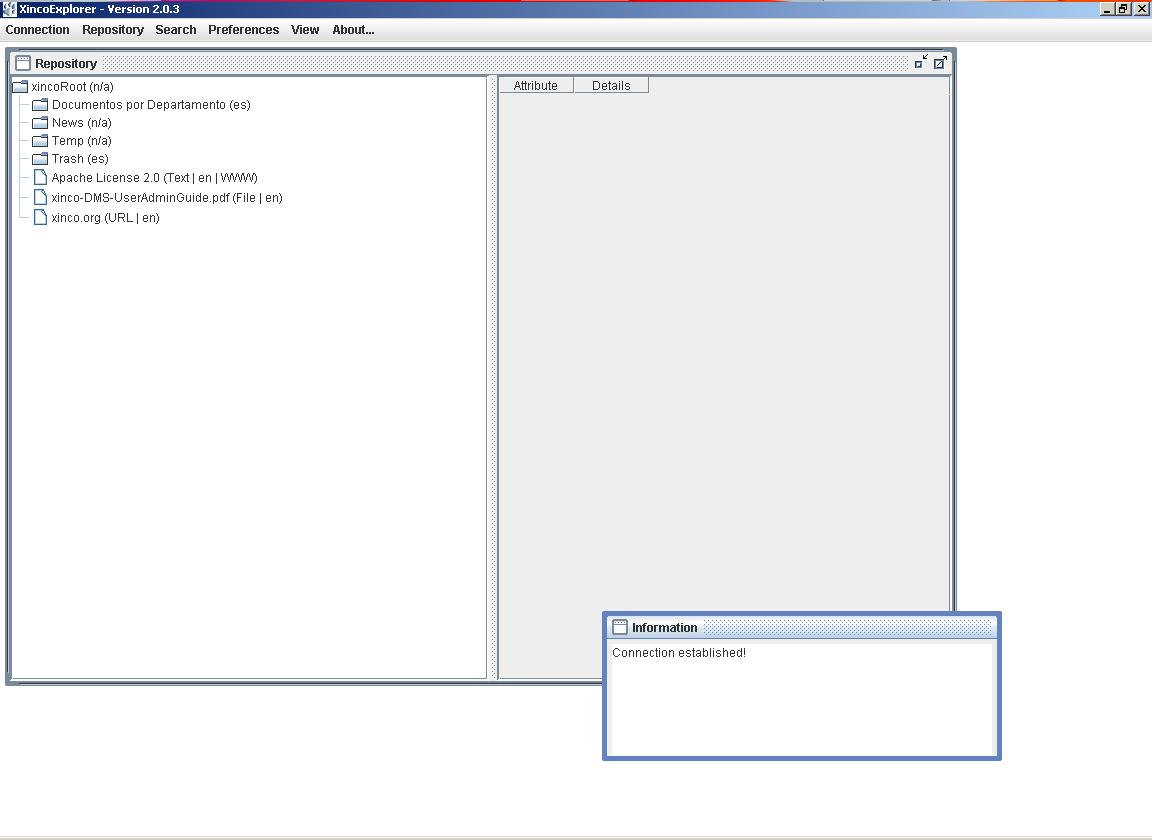 XincoExplorer - Version 2.0.3
Connection Repository Search Preferences View About...
Repository
xincoRoot (n/a)
Documentos por Departamento (es)
News (n/a)
Temp (n/a)
Trash (es)
Apache License 2.0 (Text | en | WWW)
xinco-DMS-UserAdminGuide.pdf (File | en)
xinco.org (URL | en)
Attribute Details
Information
Connection established!